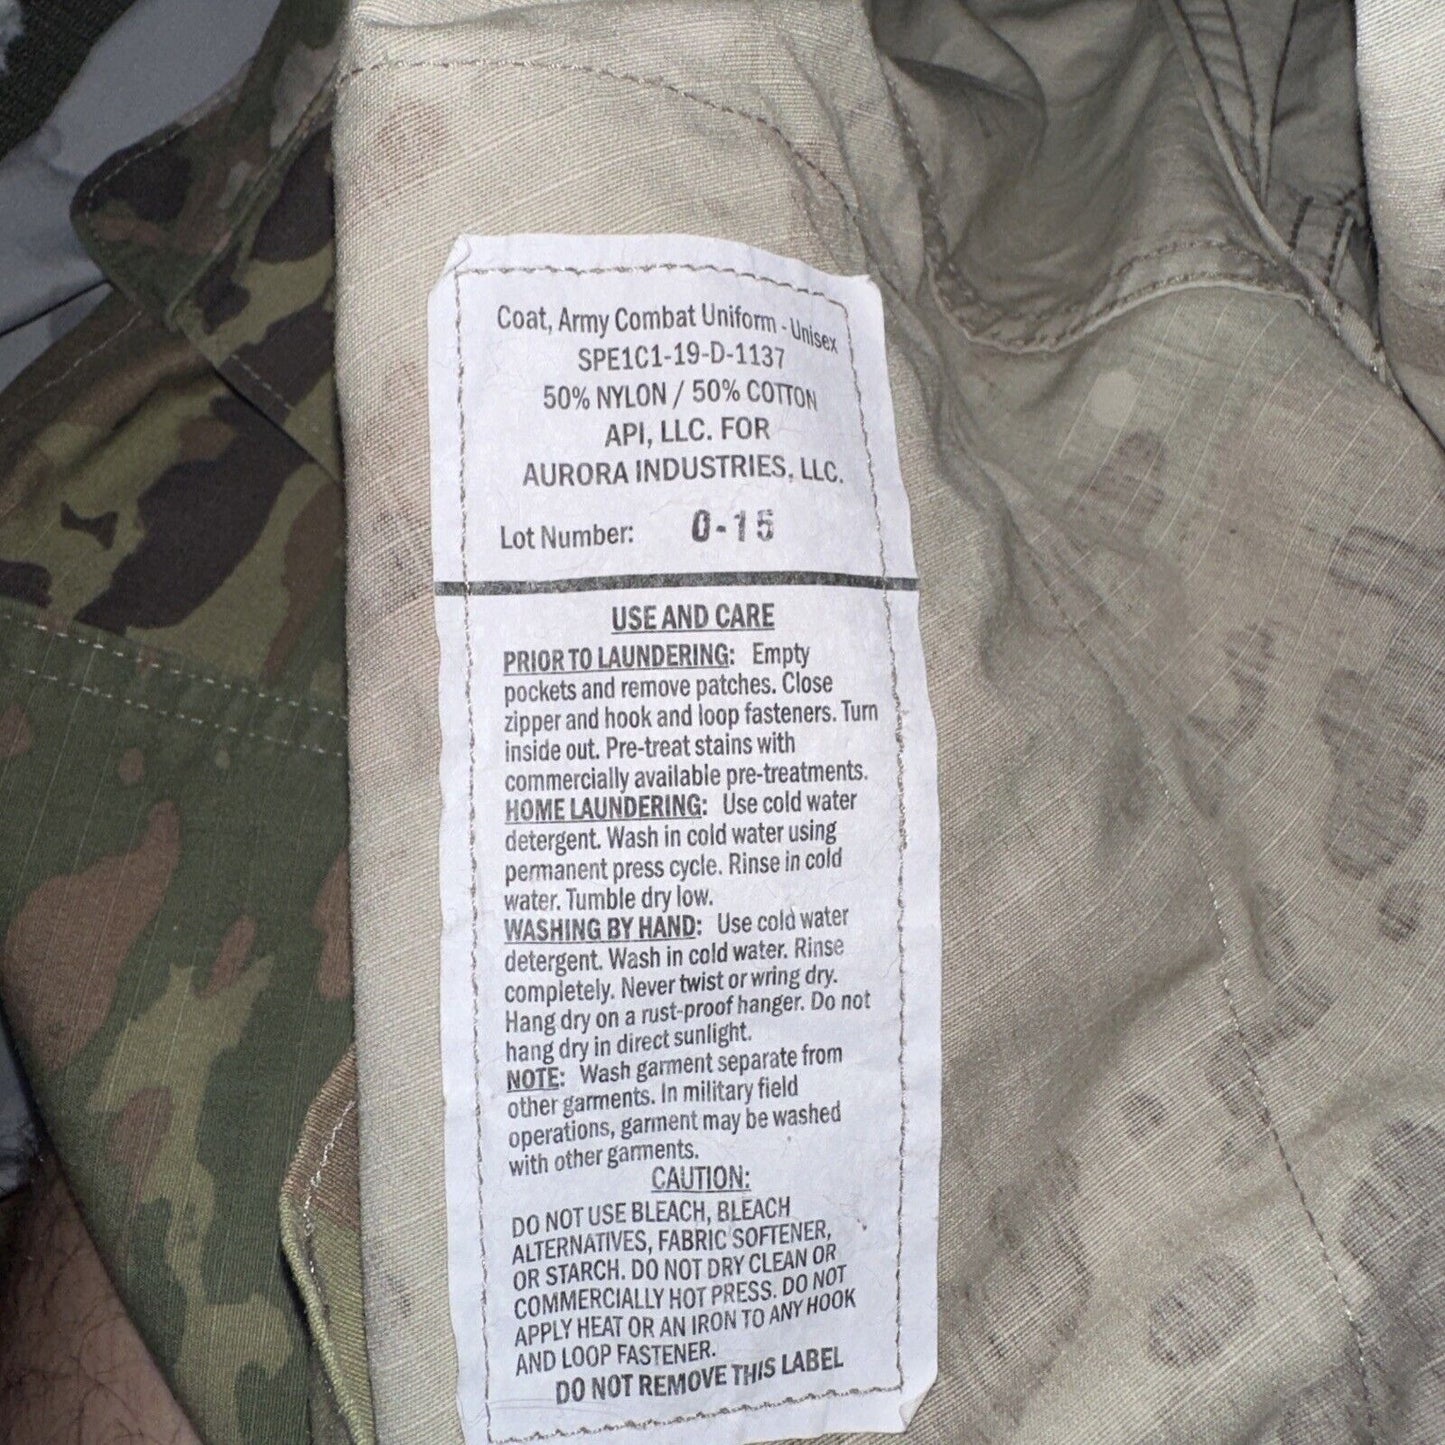 Coat, Army Combat Uniform - Unisex
SPE1C1-19-D-1137
50% NYLON / 50% COTTON
API, LLC. FOR
AURORA INDUSTRIES, LLC.
Lot Number: 0-15
USE AND CARE
PRIOR TO LAUNDERING: Empty
pockets and remove patches. Close
zipper and hook and loop fasteners. Turn
inside out. Pre-treat stains with
commercially available pre-treatments.
HOME LAUNDERING: Use cold water
detergent. Wash in cold water using
permanent press cycle. Rinse in cold
water. Tumble dry low.
WASHING BY HAND: Use cold water
detergent. Wash in cold water. Rinse
completely. Never twist or wring dry.
Hang dry on a rust-proof hanger. Do not
hang dry in direct sunlight.
NOTE: Wash garment separate from
other garments. In military field
operations, garment may be washed
with other garments.
CAUTION:
DO NOT USE BLEACH, BLEACH
ALTERNATIVES, FABRIC SOFTENER,
OR STARCH. DO NOT DRY CLEAN OR
COMMERCIALLY HOT PRESS. DO NOT
APPLY HEAT OR AN IRON TO ANY HOOK
AND LOOP FASTENER.
DO NOT REMOVE THIS LABEL